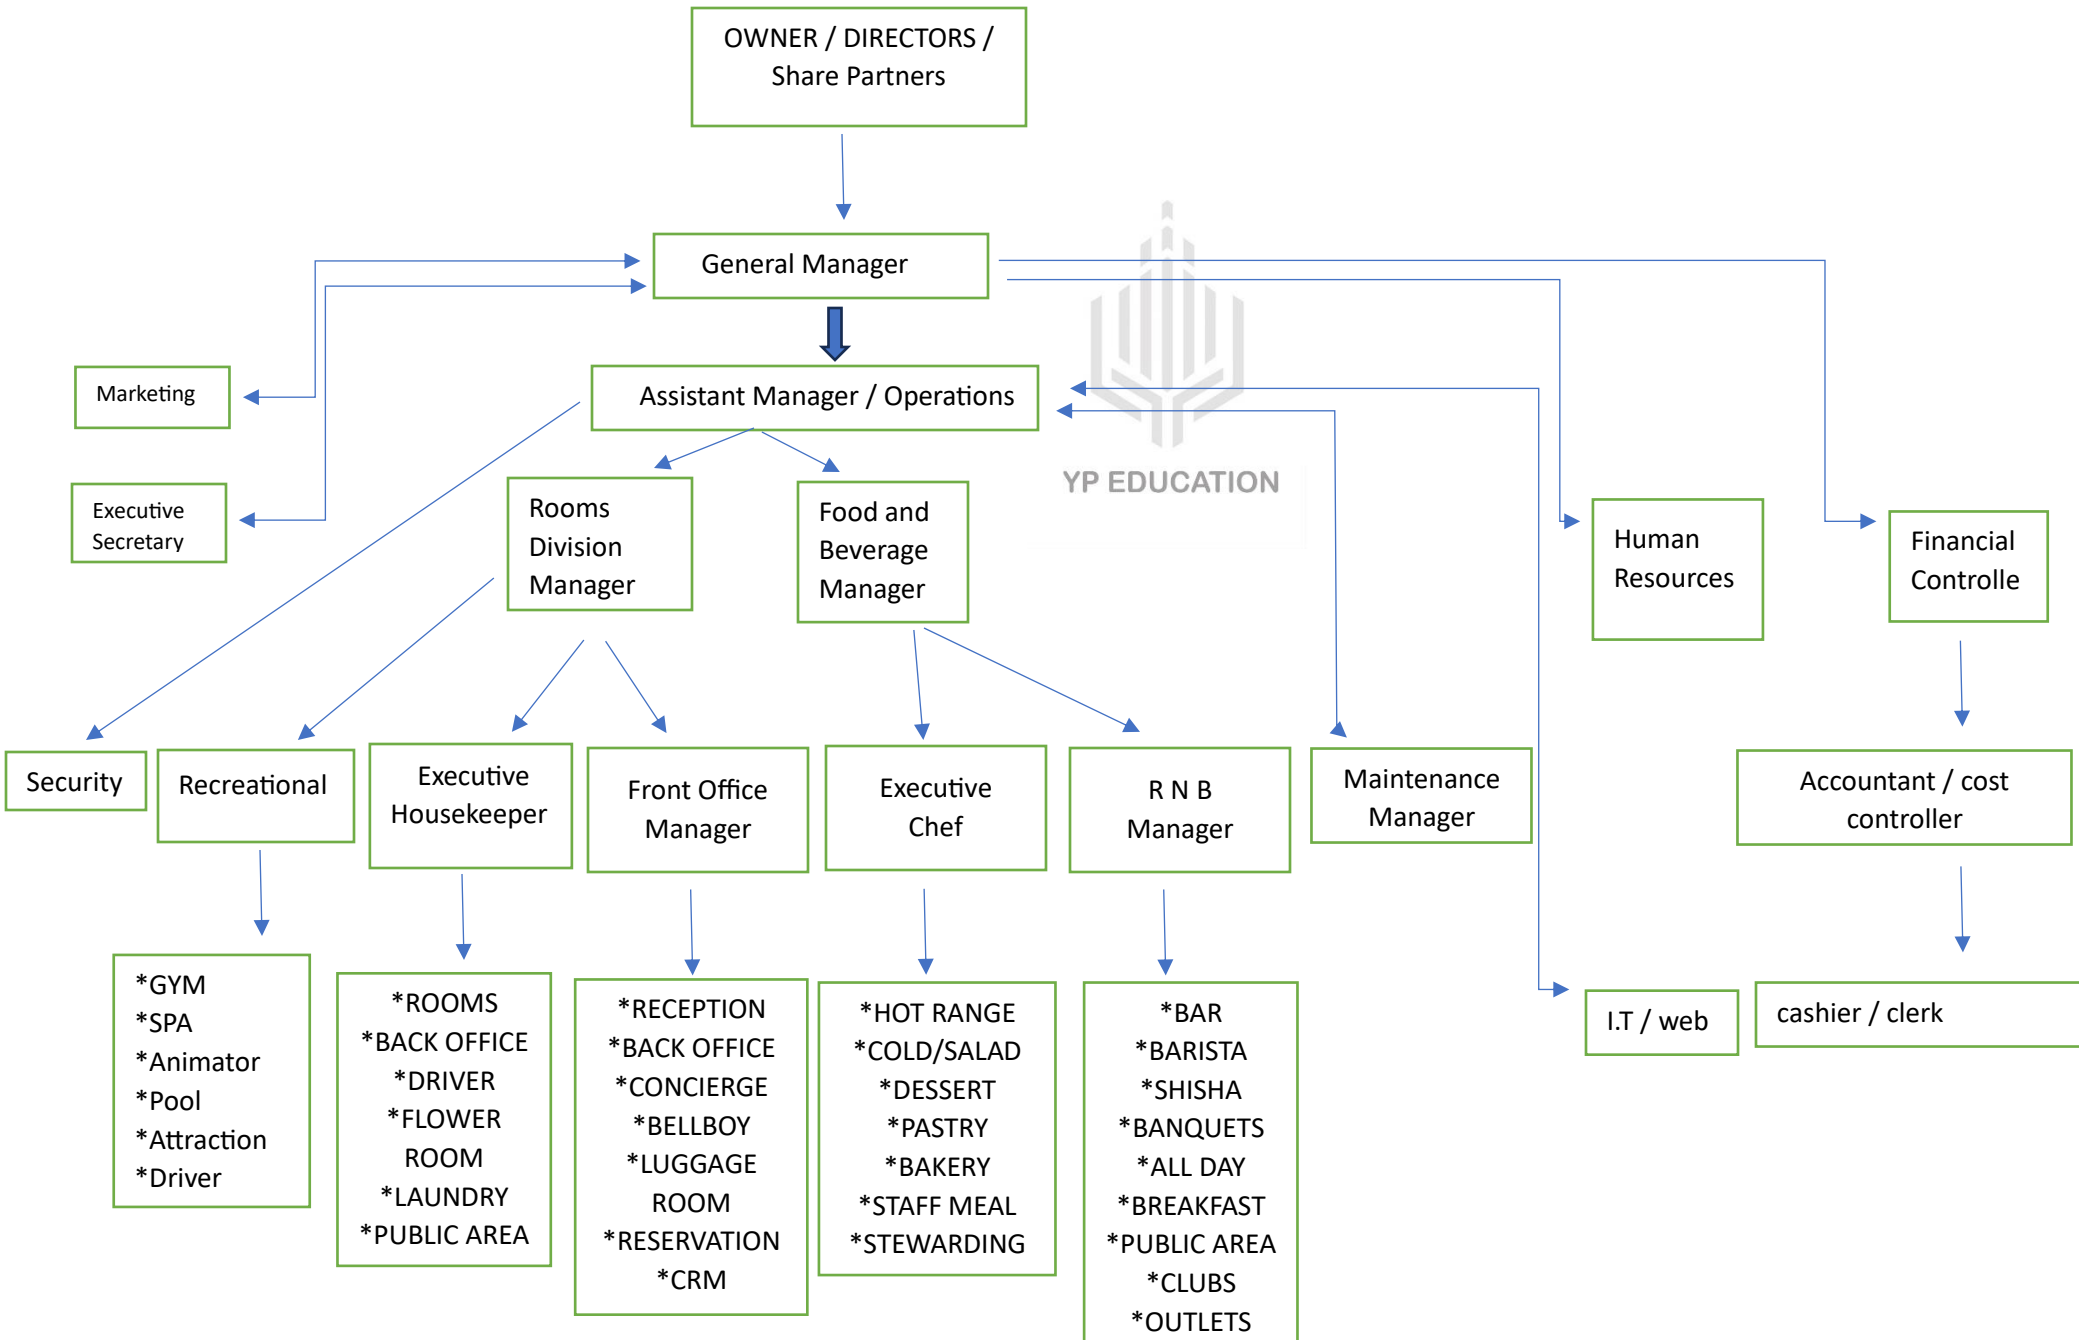 OWNER / DIRECTORS /
Share Partners
General Manager
Marketing
Assistant Manager / Operations
YP EDUCATION
Executive
Secretary
Rooms
Division
Manager
Food and
Beverage
Manager
Human
Resources
Financial
Controlle
Security
Recreational
Executive
Housekeeper
Front Office
Manager
Executive
Chef
R N B
Manager
Maintenance
Manager
Accountant / cost
controller
*GYM
*SPA
*Animator
*Pool
*Attraction
*Driver
*ROOMS
*BACK OFFICE
*DRIVER
*FLOWER
ROOM
*LAUNDRY
*PUBLIC AREA
*RECEPTION
*BACK OFFICE
*CONCIERGE
*BELLBOY
*LUGGAGE
ROOM
*RESERVATION
*CRM
*HOT RANGE
*COLD/SALAD
*DESSERT
*PASTRY
*BAKERY
*STAFF MEAL
*STEWARDING
*BAR
*BARISTA
*SHISHA
*BANQUETS
*ALL DAY
*BREAKFAST
*PUBLIC AREA
*CLUBS
*OUTLETS
I.T / web
cashier / clerk